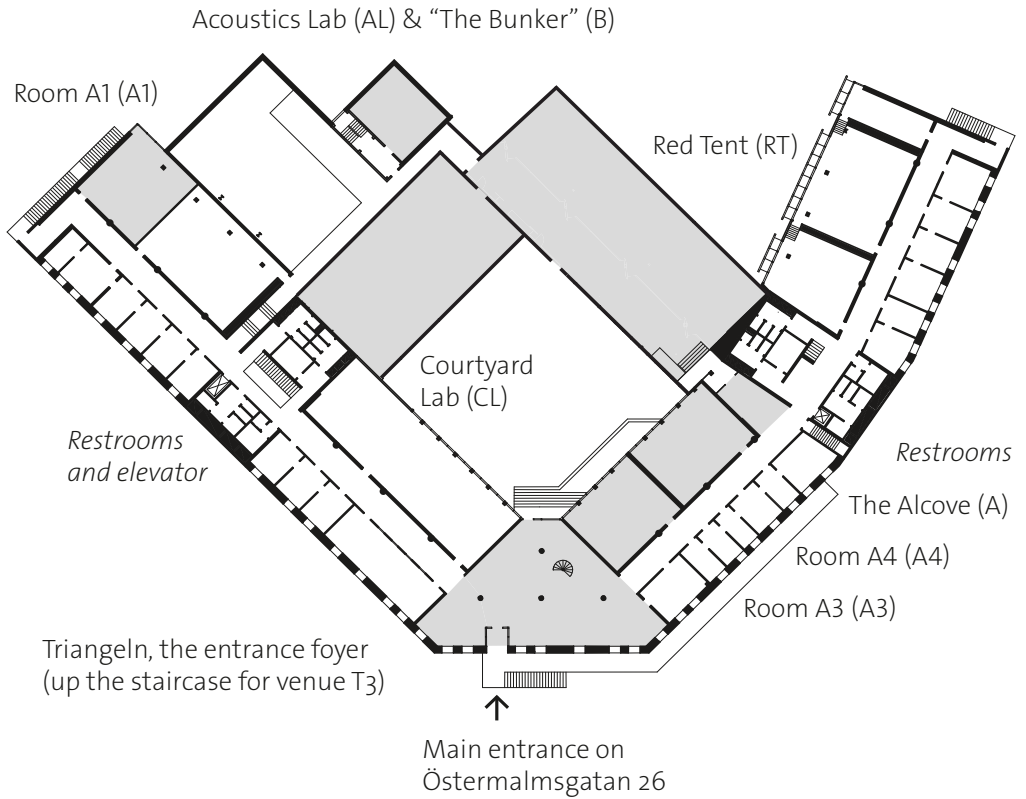 Acoustics Lab (AL) & “The Bunker” (B)
Room A1 (A1)
Red Tent (RT)
Courtyard
Lab (CL)
Restrooms
and elevator
Restrooms
The Alcove (A)
Room A4 (A4)
Room A3 (A3)
Triangeln, the entrance foyer
(up the staircase for venue T3)
Main entrance on
Östermalmsgatan 26